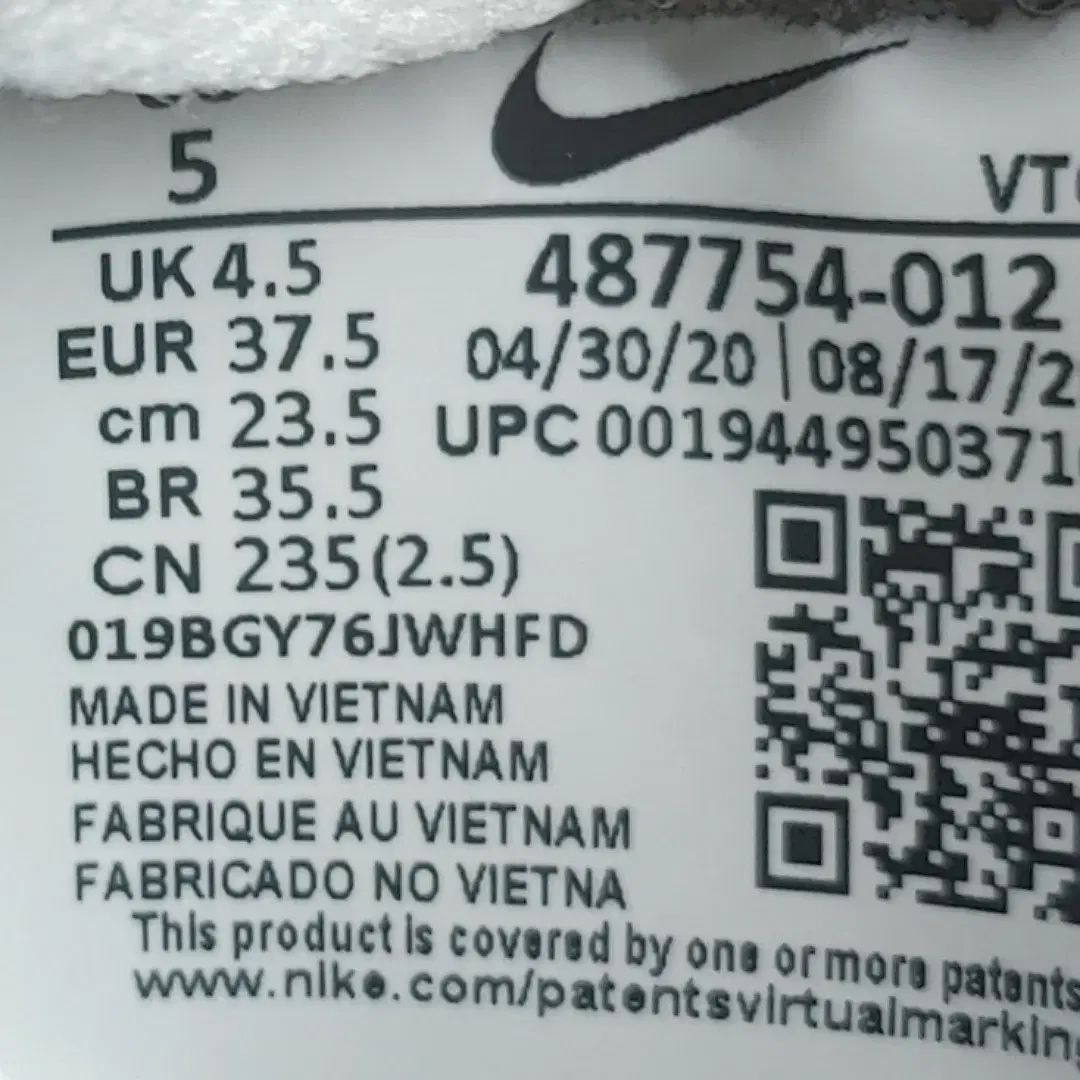 5
VT
UK 4.5
487754-012
EUR 37.5
04/30/20 | 08/17/2
cm 23.5
UPC 001944950371
BR 35.5
CN 235(2.5)
019BGY76JWHFD
MADE IN VIETNAM
HECHO EN VIETNAM
FABRIQUE AU VIETNAM
FABRICADO NO VIETNA
This product is covered by one or more patents
www.nike.com/patentsvirtualmarking